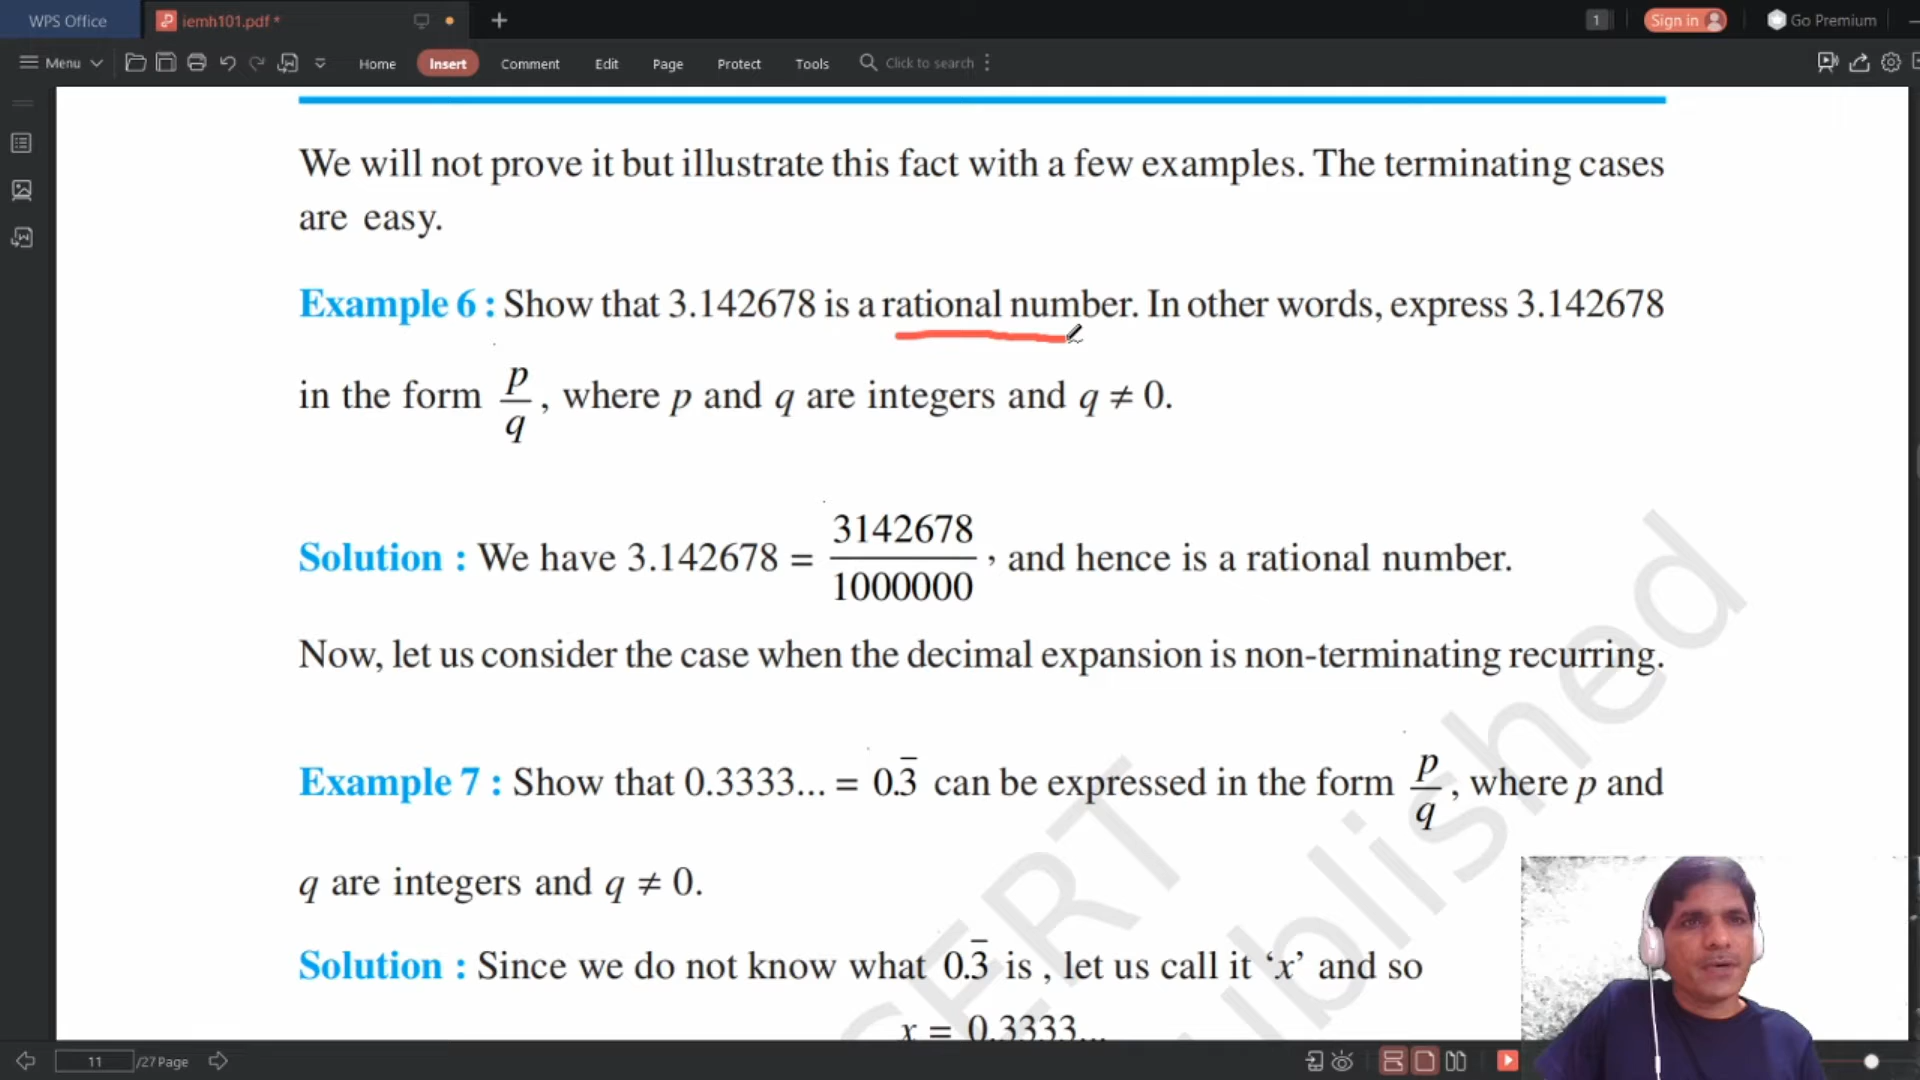 WPS Office
iemh101.pdf *
+
1
Sign in
Go Premium
Menu
Home
Insert
Comment
Edit
Page
Protect
Tools
Click to search
We will not prove it but illustrate this fact with a few examples. The terminating cases
are easy.
Example 6 : Show that 3.142678 is a rational number. In other words, express 3.142678
in the form p/q, where p and q are integers and q ≠ 0.
Solution : We have 3.142678 = 3142678/1000000, and hence is a rational number.
Now, let us consider the case when the decimal expansion is non-terminating recurring.
Example 7 : Show that 0.3333... = 0.3̅ can be expressed in the form p/q, where p and
q are integers and q ≠ 0.
Solution : Since we do not know what 0.3̅ is , let us call it ‘x’ and so
x = 0.3333...
11
/27 Page